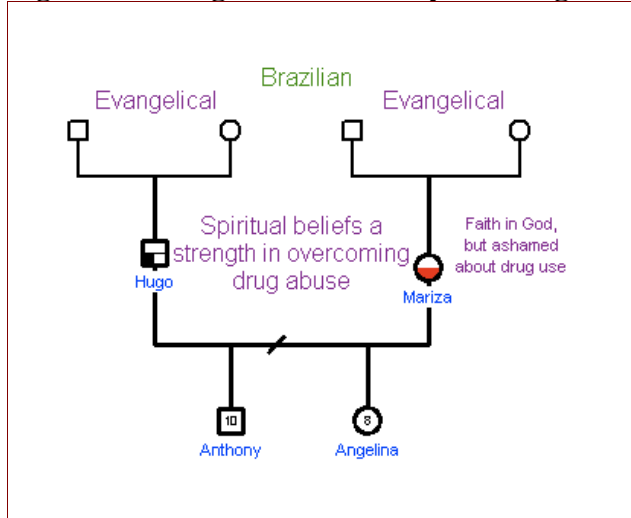 Brazilian
Evangelical
Evangelical
Spiritual beliefs a
strength in overcoming
drug abuse
Faith in God,
but ashamed
about drug use
Hugo
Mariza
10
8
Anthony
Angelina